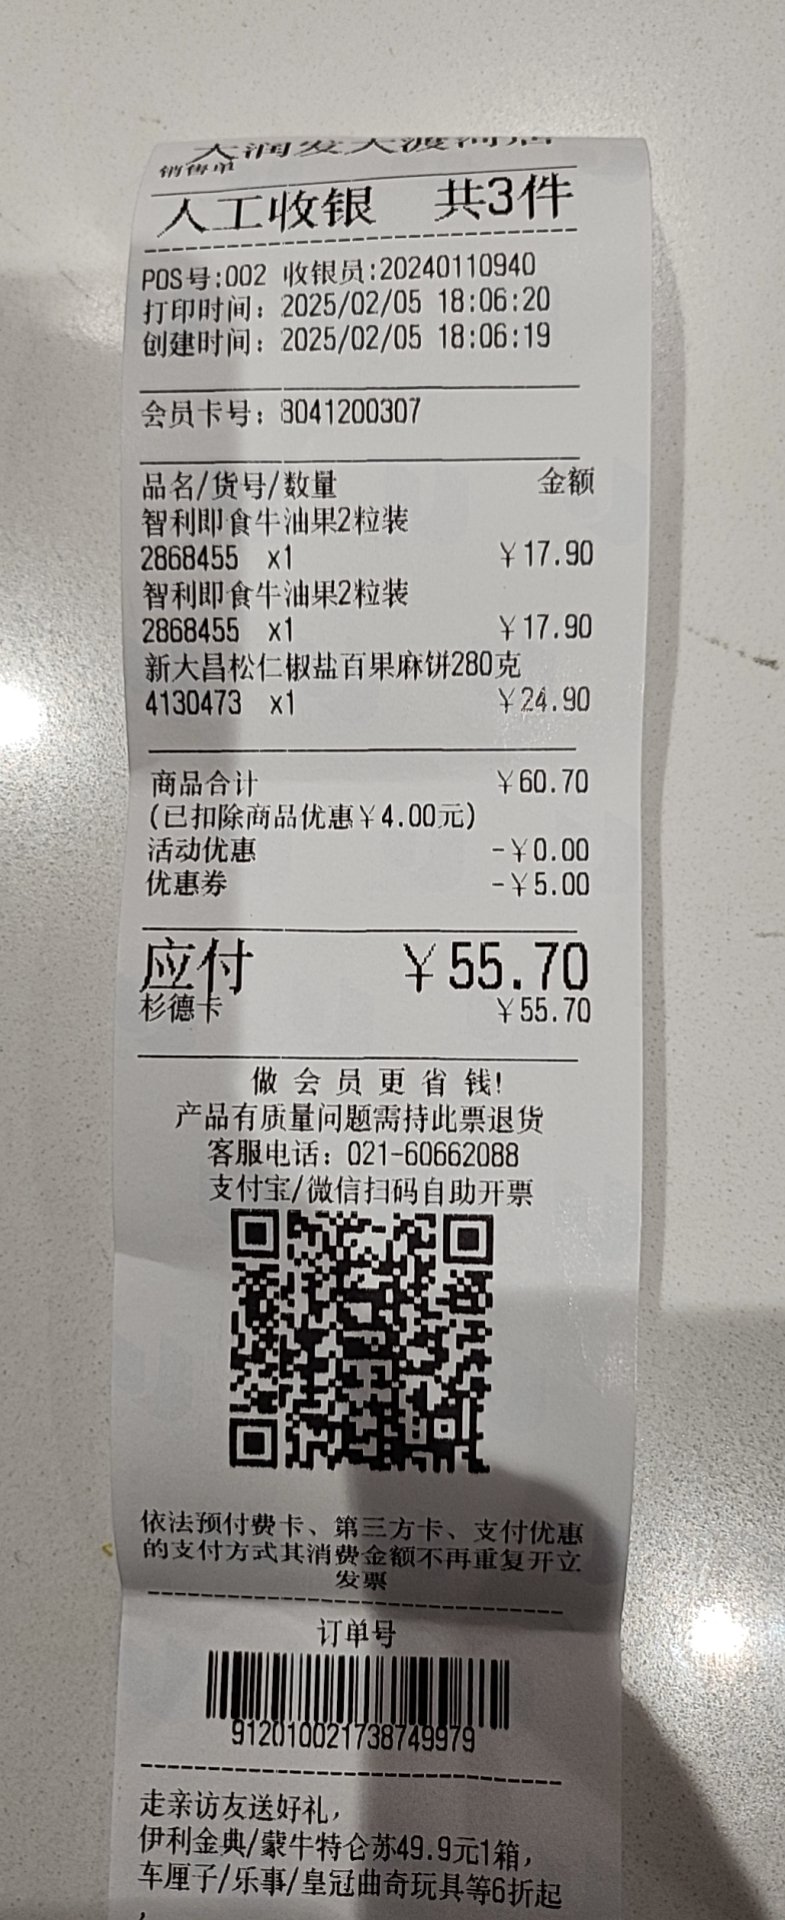 大润发大渡河店
销售单
人工收银 共3件
POS号:002 收银员:20240110940
打印时间: 2025/02/05 18:06:20
创建时间: 2025/02/05 18:06:19
会员卡号: 8041200307
品名/货号/数量 金额
智利即食牛油果2粒装
2868455 x1 ￥17.90
智利即食牛油果2粒装
2868455 x1 ￥17.90
新大昌松仁椒盐百果麻饼280克
4130473 x1 ￥24.90
商品合计 ￥60.70
(已扣除商品优惠￥4.00元)
活动优惠 -￥0.00
优惠券 -￥5.00
应付 ￥55.70
杉德卡 ￥55.70
做会员更省钱!
产品有质量问题需持此票退货
客服电话: 021-60662088
支付宝/微信扫码自助开票
依法预付费卡、第三方卡、支付优惠
的支付方式其消费金额不再重复开立
发票
订单号
912010021738749979
走亲访友送好礼,
伊利金典/蒙牛特仑苏49.9元1箱,
车厘子/乐事/皇冠曲奇玩具等6折起
,